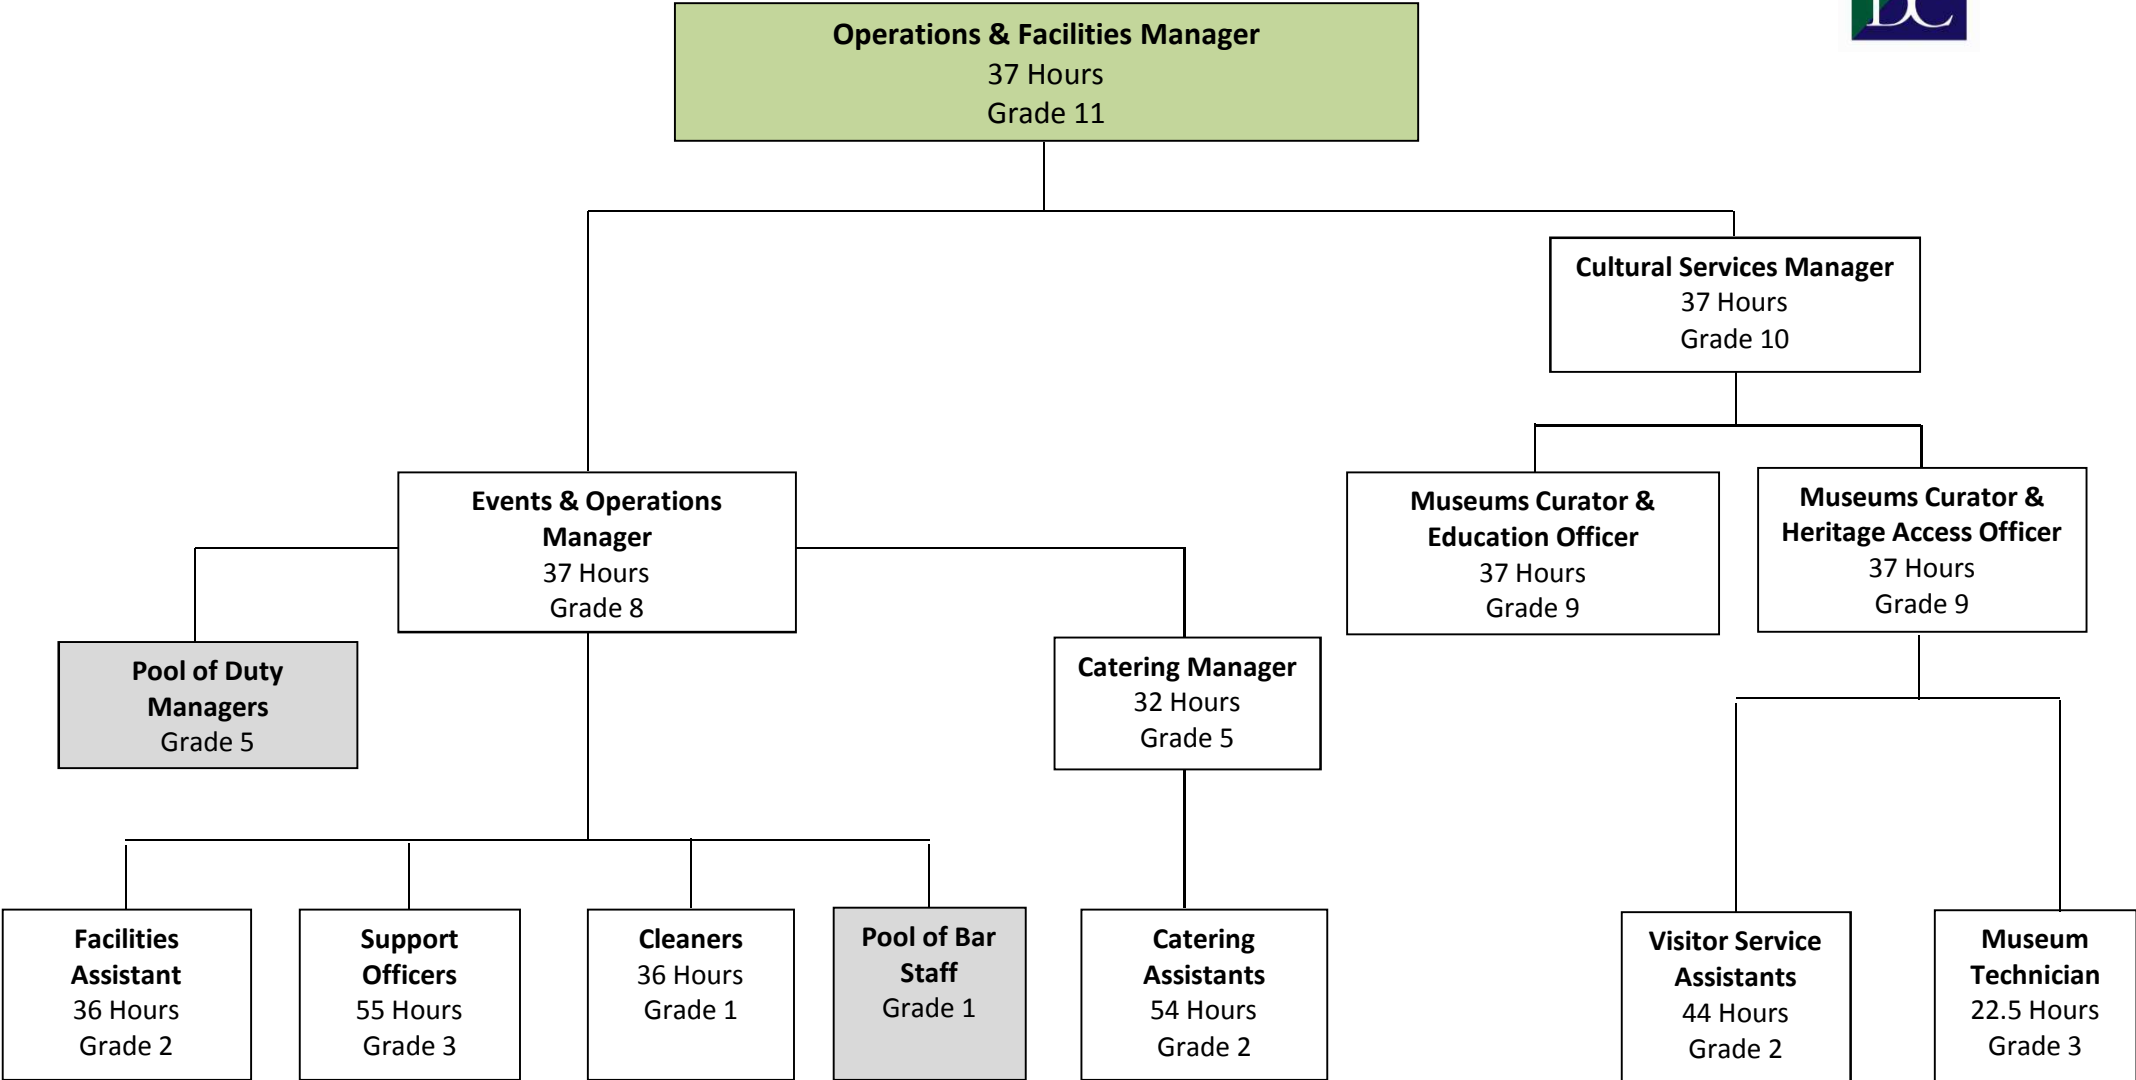 DC
Operations & Facilities Manager
37 Hours
Grade 11
Cultural Services Manager
37 Hours
Grade 10
Events & Operations
Manager
37 Hours
Grade 8
Museums Curator &
Education Officer
37 Hours
Grade 9
Museums Curator &
Heritage Access Officer
37 Hours
Grade 9
Pool of Duty
Managers
Grade 5
Catering Manager
32 Hours
Grade 5
Facilities
Assistant
36 Hours
Grade 2
Support
Officers
55 Hours
Grade 3
Cleaners
36 Hours
Grade 1
Pool of Bar
Staff
Grade 1
Catering
Assistants
54 Hours
Grade 2
Visitor Service
Assistants
44 Hours
Grade 2
Museum
Technician
22.5 Hours
Grade 3